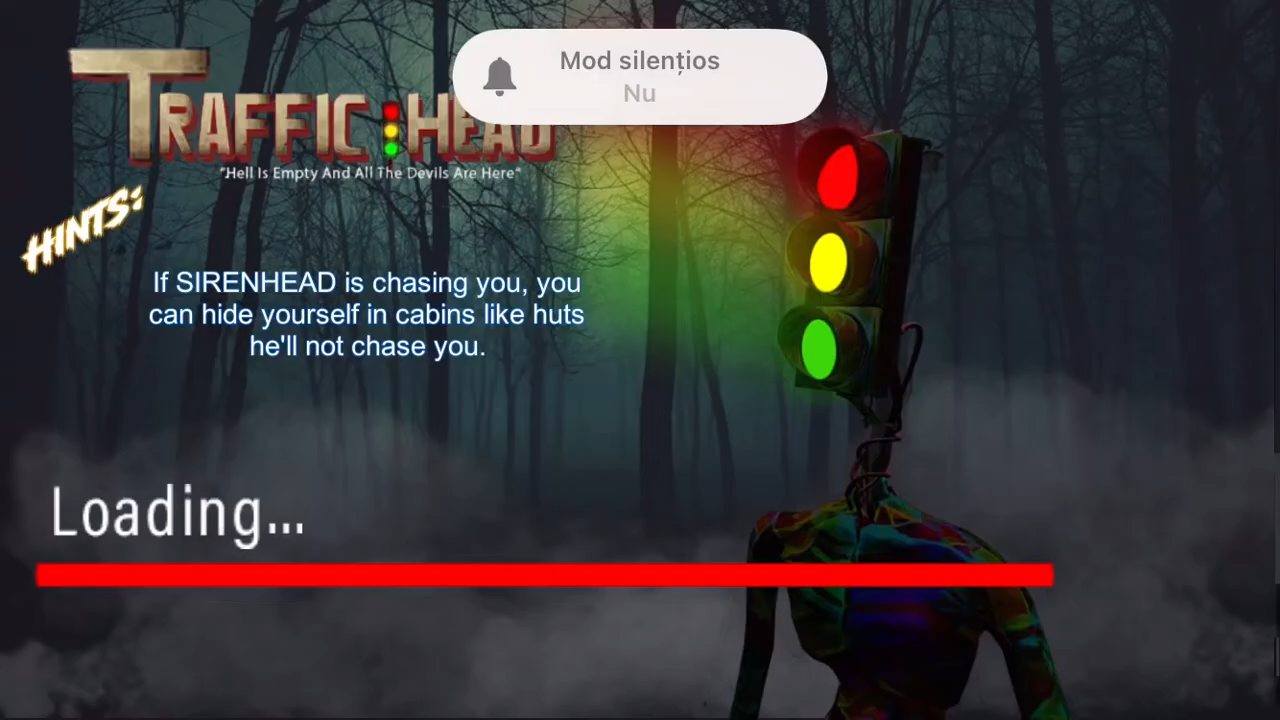 Mod silențios
Nu
TRAFFIC HEAD
"Hell Is Empty And All The Devils Are Here"
HINTS:
If SIRENHEAD is chasing you, you
can hide yourself in cabins like huts
he'll not chase you.
Loading...